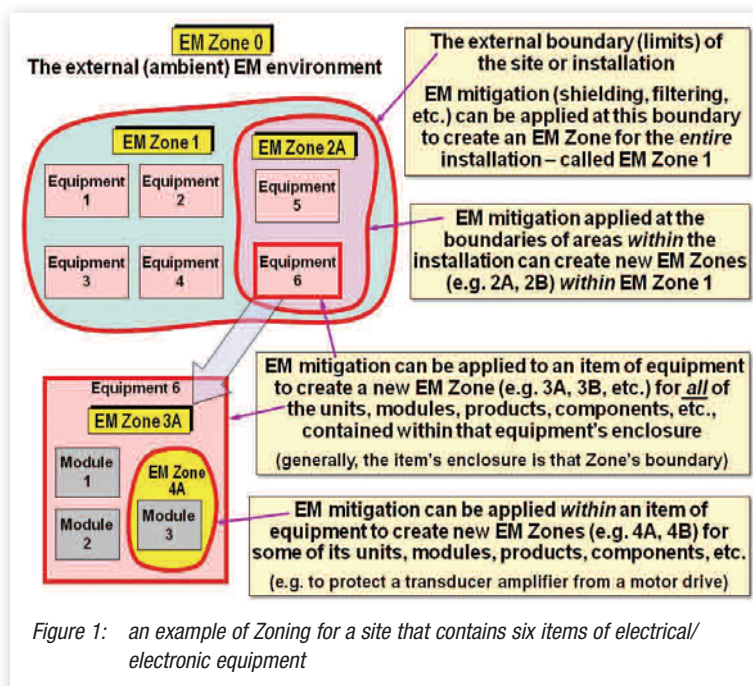 EM Zone 0
The external (ambient) EM environment
EM Zone 1
EM Zone 2A
Equipment
1
Equipment
2
Equipment
5
Equipment
3
Equipment
4
Equipment
6
The external boundary (limits) of
the site or installation
EM mitigation (shielding, filtering,
etc.) can be applied at this boundary
to create an EM Zone for the entire
installation – called EM Zone 1
EM mitigation applied at the
boundaries of areas within the
installation can create new EM Zones
(e.g. 2A, 2B) within EM Zone 1
Equipment 6
EM Zone 3A
Module
1
EM Zone
4A
Module
2
Module
3
EM mitigation can be applied to an item of equipment
to create a new EM Zone (e.g. 3A, 3B, etc.) for all of
the units, modules, products, components, etc.,
contained within that equipment's enclosure
(generally, the item's enclosure is that Zone's boundary)
EM mitigation can be applied within an item of
equipment to create new EM Zones (e.g. 4A, 4B) for
some of its units, modules, products, components, etc.
(e.g. to protect a transducer amplifier from a motor drive)
Figure 1: an example of Zoning for a site that contains six items of electrical/
electronic equipment